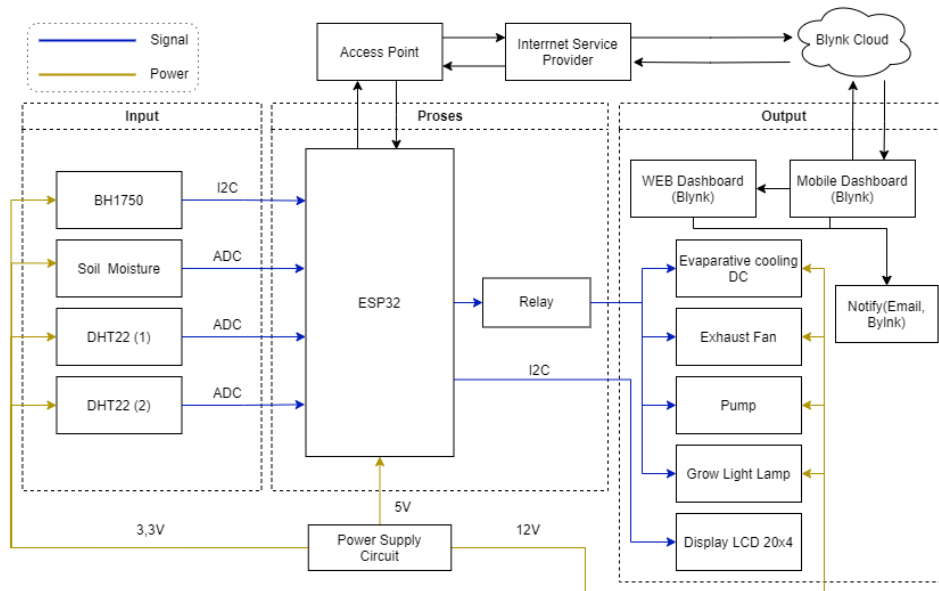 Signal
Power
Access Point
Interrnet Service
Provider
Blynk Cloud
Input
Proses
Output
BH1750
I2C
Soil Moisture
ADC
DHT22 (1)
ADC
DHT22 (2)
ADC
ESP32
Relay
I2C
WEB Dashboard
(Blynk)
Mobile Dashboard
(Blynk)
Evaparative cooling
DC
Notify(Email,
Bylnk)
Exhaust Fan
Pump
Grow Light Lamp
Display LCD 20x4
5V
3,3V
Power Supply
Circuit
12V